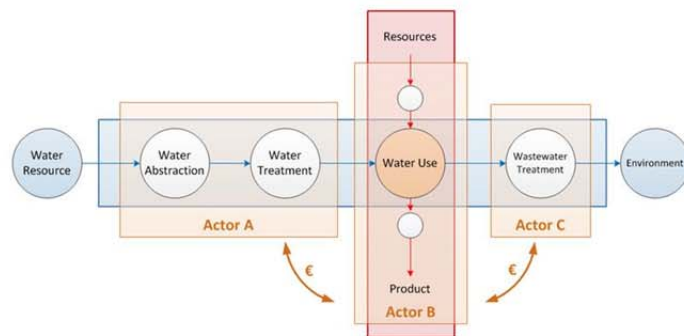 Resources
Water
Resource
Water
Abstraction
Water
Treatment
Water Use
Wastewater
Treatment
Environment
Actor A
Actor C
€
€
Product
Actor B